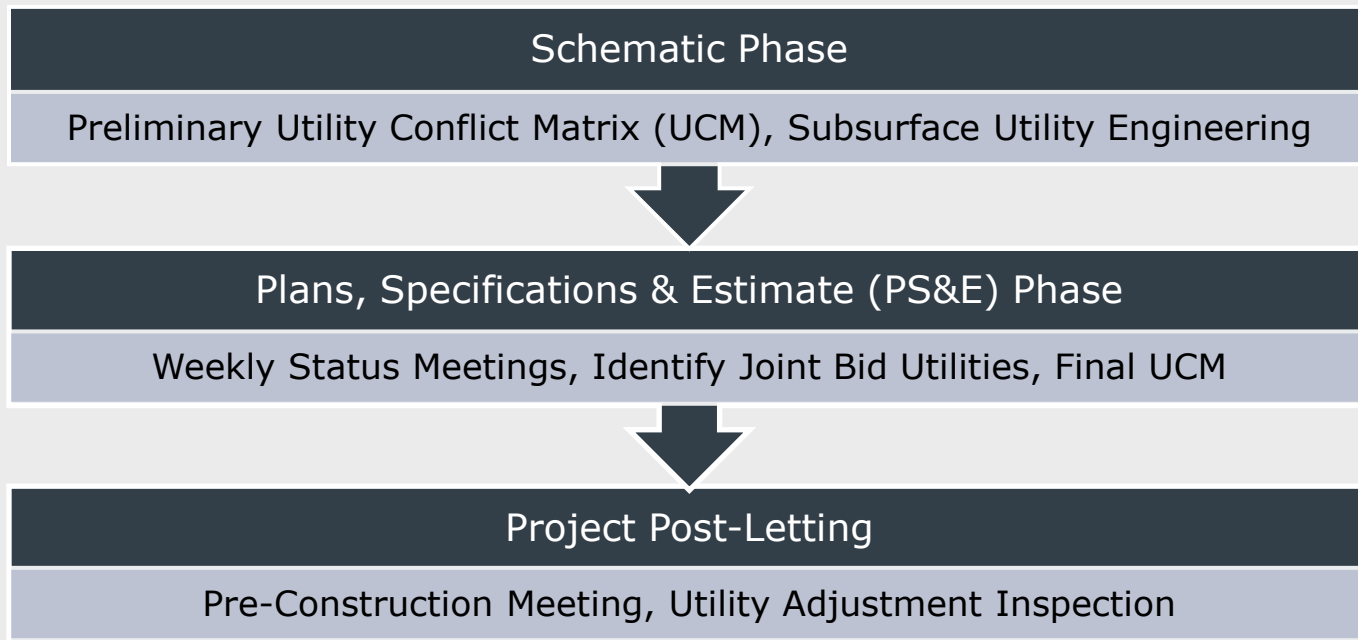 Schematic Phase
Preliminary Utility Conflict Matrix (UCM), Subsurface Utility Engineering
Plans, Specifications & Estimate (PS&E) Phase
Weekly Status Meetings, Identify Joint Bid Utilities, Final UCM
Project Post-Letting
Pre-Construction Meeting, Utility Adjustment Inspection